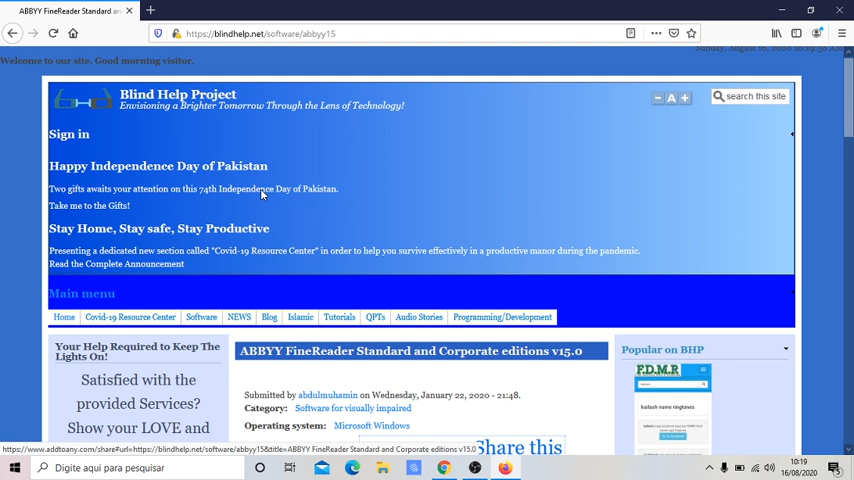 ABBYY FineReader Standard an
https://blindhelp.net/software/abbyy15
Sunday, August 16, 2020 10:19:38 AM
Welcome to our site. Good morning visitor.
Blind Help Project
Envisioning a Brighter Tomorrow Through the Lens of Technology!
- A +
search this site
Sign in
Happy Independence Day of Pakistan
Two gifts awaits your attention on this 74th Independence Day of Pakistan.
Take me to the Gifts!
Stay Home, Stay safe, Stay Productive
Presenting a dedicated new section called "Covid-19 Resource Center" in order to help you survive effectively in a productive manor during the pandemic.
Read the Complete Announcement
Main menu
Home Covid-19 Resource Center Software NEWS Blog Islamic Tutorials QPTs Audio Stories Programming/Development
Your Help Required to Keep The
Lights On!
Satisfied with the
provided Services?
Show your LOVE and
ABBYY FineReader Standard and Corporate editions v15.0
Submitted by abdulmuhamin on Wednesday, January 22, 2020 - 21:48.
Category: Software for visually impaired
Operating system: Microsoft Windows
Share this
Popular on BHP
F.D.M.R
kailash name ringtones
https://www.addtoany.com/share#url=https://blindhelp.net/software/abbyy15&title=ABBYY FineReader Standard and Corporate editions v15.0
Digite aqui para pesquisar
10:19
16/08/2020